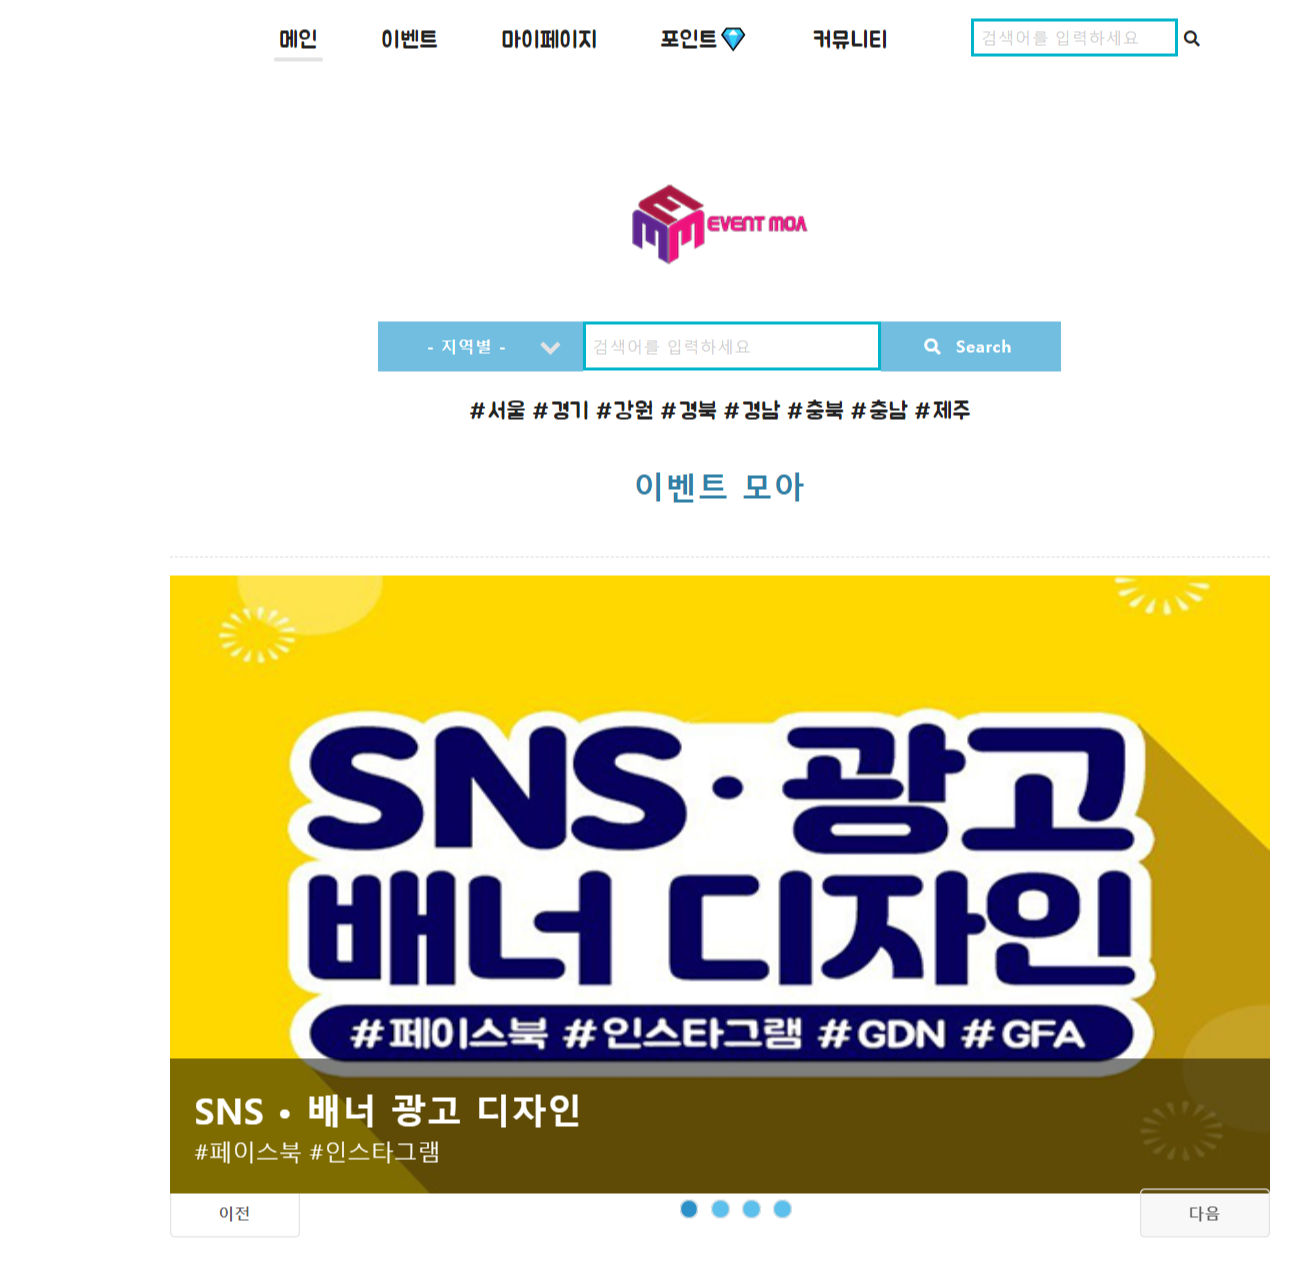 메인 이벤트 마이페이지 포인트 커뮤니티 검색어를 입력하세요
EVENT MOA
- 지역별 - 검색어를 입력하세요 Search
#서울 #경기 #강원 #경북 #경남 #충북 #충남 #제주
이벤트 모아
SNS · 광고
배너 디자인
#페이스북 #인스타그램 #GDN #GFA
SNS • 배너 광고 디자인
#페이스북 #인스타그램
이전 다음